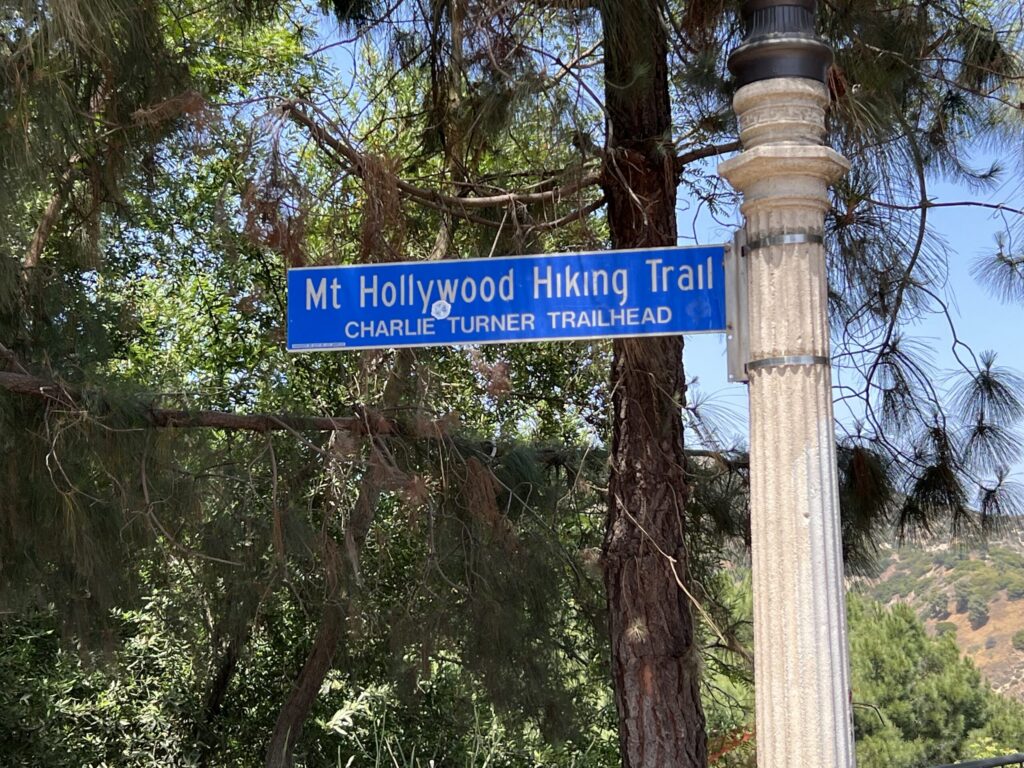 Mt Hollywood Hiking Trail
CHARLIE TURNER TRAILHEAD